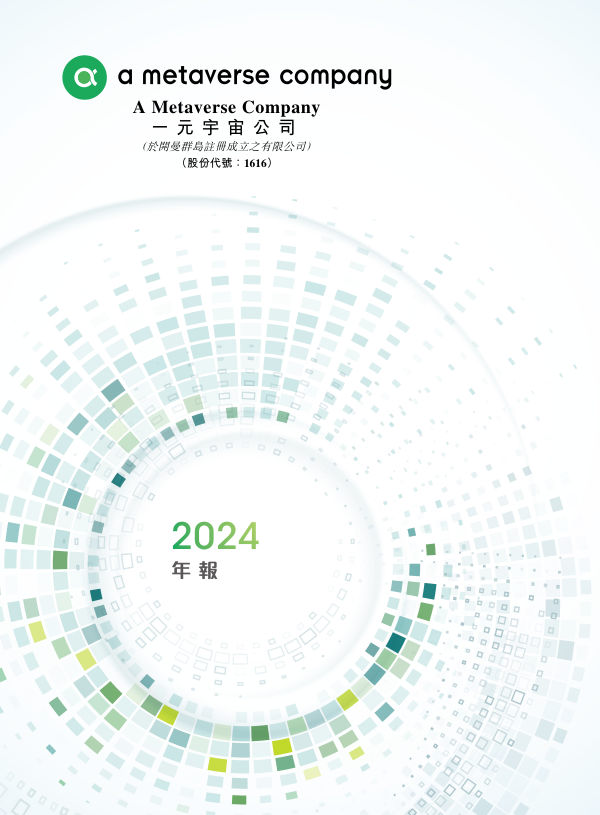 a metaverse company
A Metaverse Company
一元宇宙公司
（於開曼群島註冊成立之有限公司）
（股份代號：1616）
2024
年報